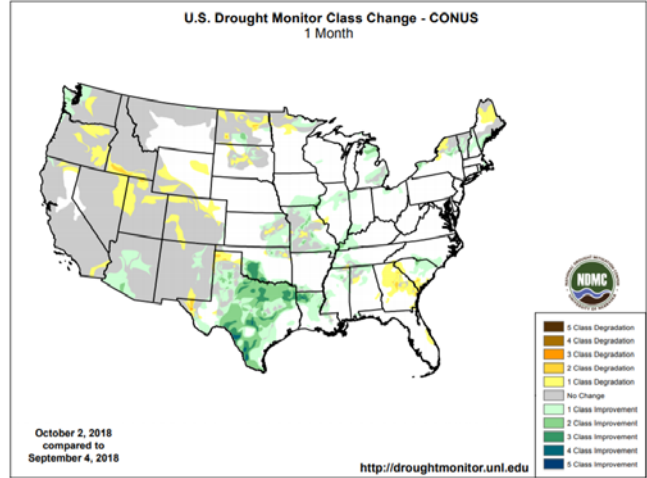 U.S. Drought Monitor Class Change - CONUS
1 Month
NDMC
5 Class Degradation
4 Class Degradation
3 Class Degradation
2 Class Degradation
1 Class Degradation
No Change
1 Class Improvement
2 Class Improvement
3 Class Improvement
4 Class Improvement
5 Class Improvement
October 2, 2018
compared to
September 4, 2018
http://droughtmonitor.unl.edu